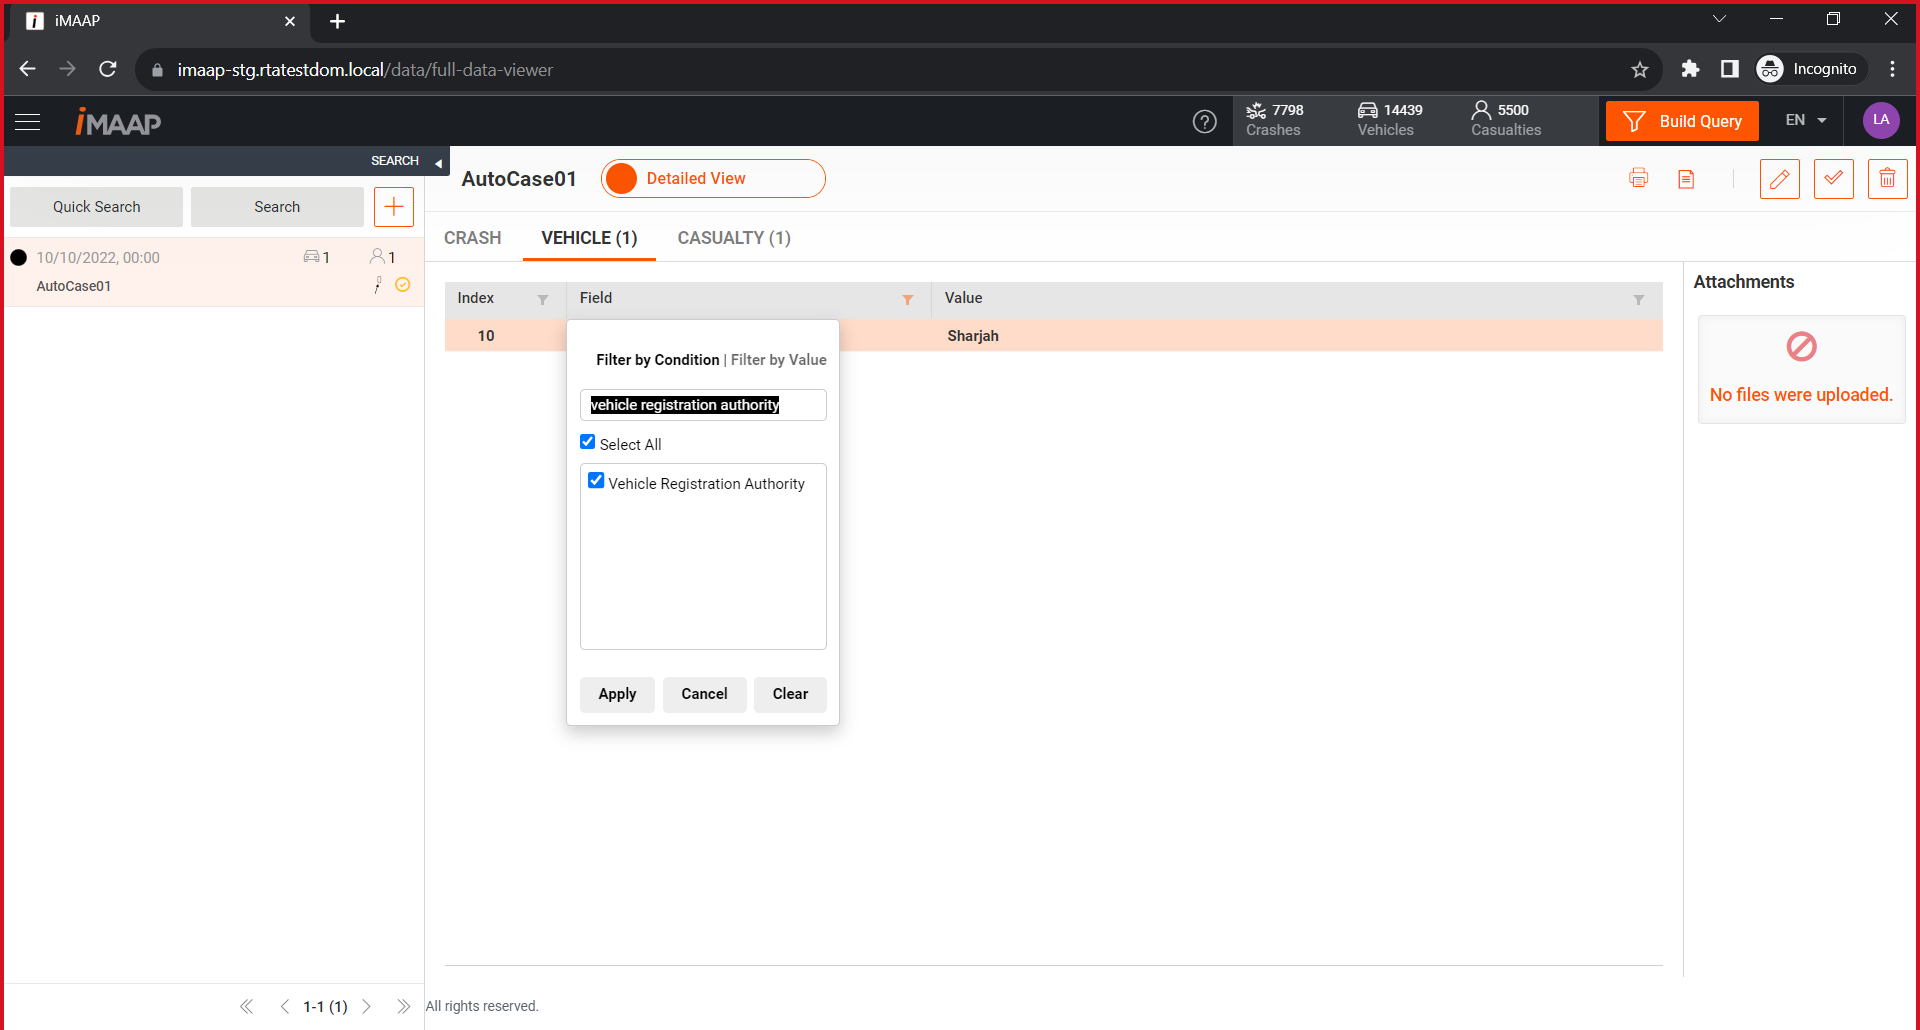 i iMAAP
imaap-stg.rtatestdom.local/data/full-data-viewer
Incognito
iMAAP
7798
Crashes
14439
Vehicles
5500
Casualties
Build Query
EN
LA
SEARCH
Quick Search
Search
10/10/2022, 00:00
1
1
AutoCase01
AutoCase01
Detailed View
CRASH
VEHICLE (1)
CASUALTY (1)
Index
Field
Value
10
Sharjah
Filter by Condition | Filter by Value
vehicle registration authority
Select All
Vehicle Registration Authority
Apply
Cancel
Clear
Attachments
No files were uploaded.
1-1 (1)
All rights reserved.